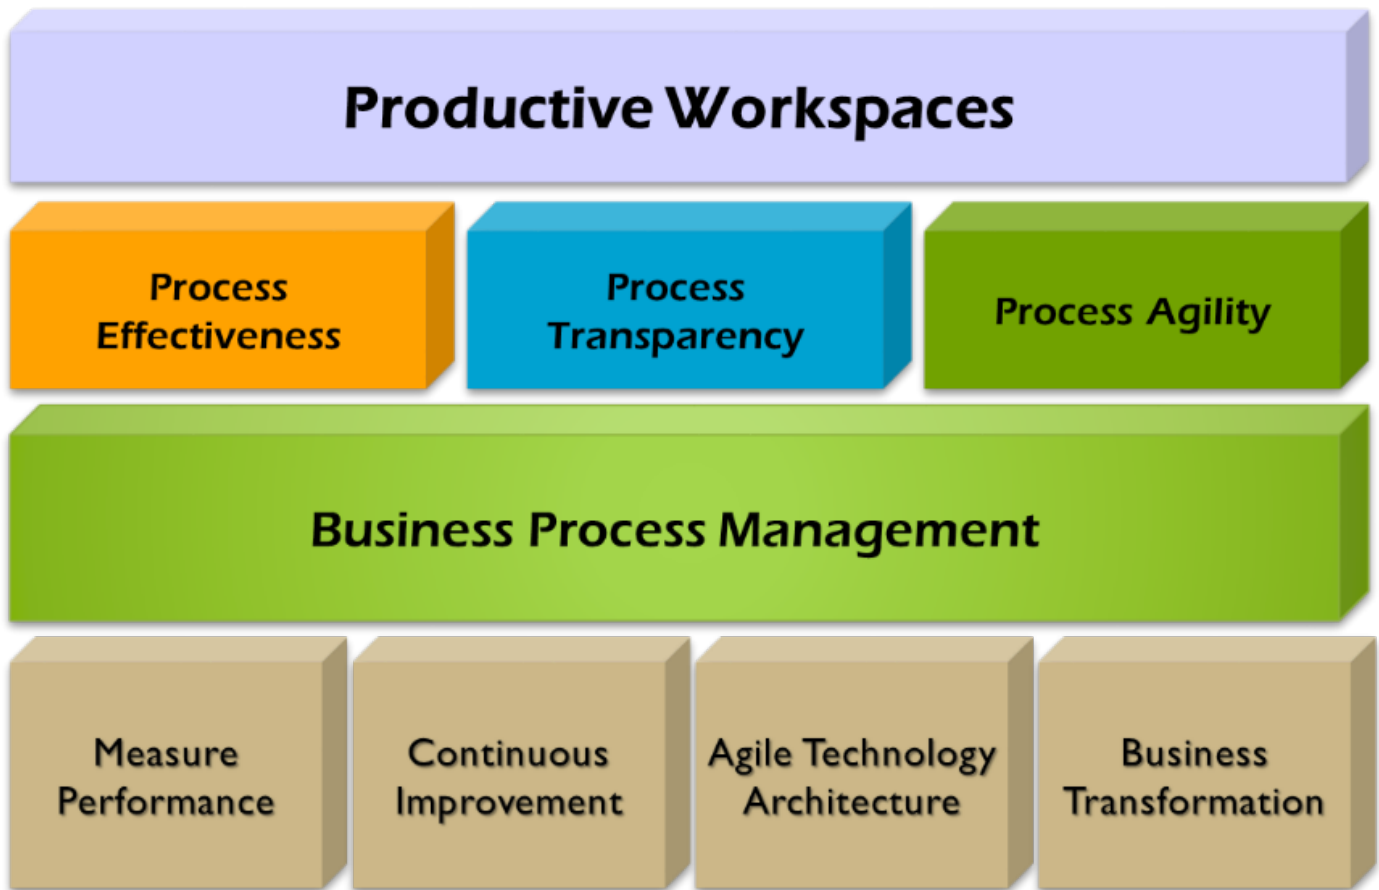 Productive Workspaces
Process
Effectiveness
Process
Transparency
Process Agility
Business Process Management
Measure
Performance
Continuous
Improvement
Agile Technology
Architecture
Business
Transformation